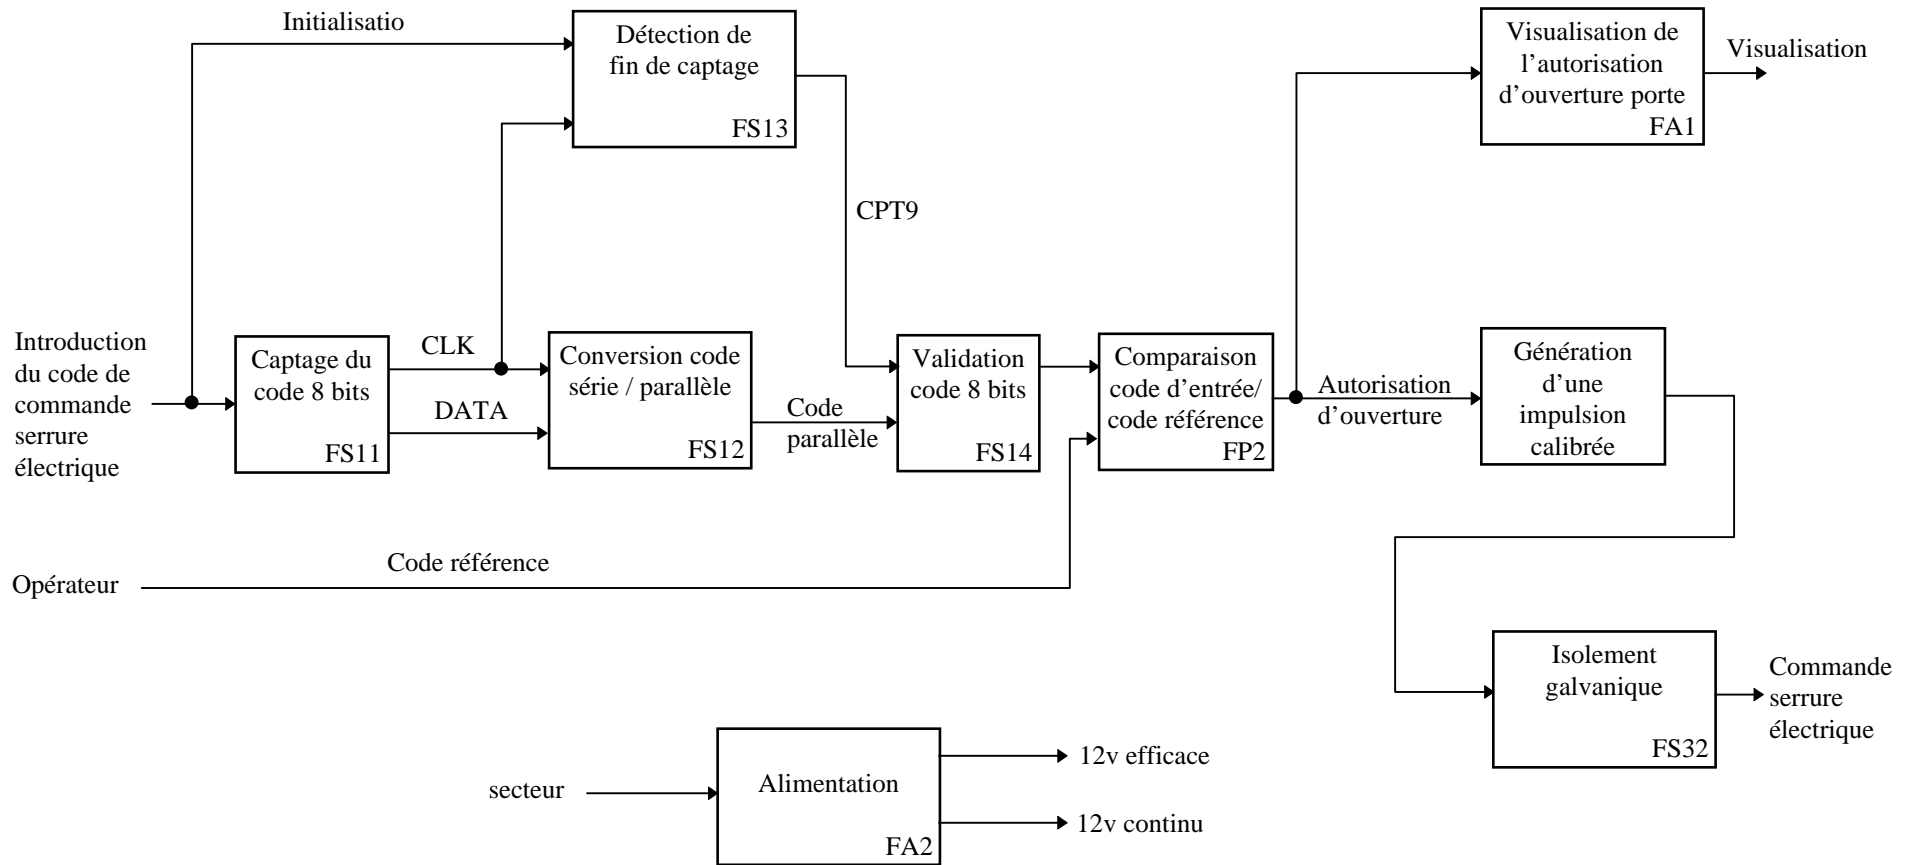 Initialisatio
Détection de
fin de captage
FS13
Visualisation de
l’autorisation
d’ouverture porte
FA1
Visualisation
CPT9
Introduction
du code de
commande
serrure
électrique
Captage du
code 8 bits
FS11
CLK
DATA
Conversion code
série / parallèle
FS12
Code
parallèle
Validation
code 8 bits
FS14
Comparaison
code d’entrée/
code référence
FP2
Autorisation
d’ouverture
Génération
d’une
impulsion
calibrée
Code référence
Opérateur
Isolement
galvanique
FS32
Commande
serrure
électrique
secteur
Alimentation
FA2
12v efficace
12v continu